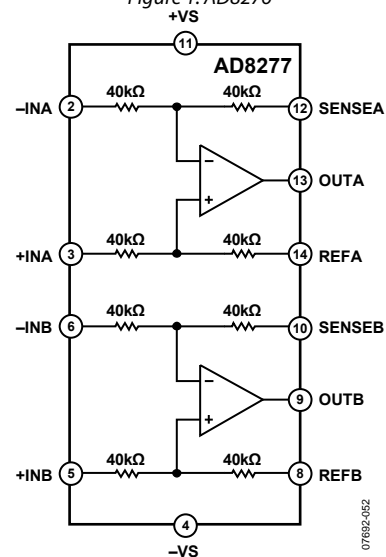 Figure 1. AD8276
+VS
11
AD8277
40kΩ 40kΩ
–INA 2 12 SENSEA
–
13 OUTA
+
40kΩ 40kΩ
+INA 3 14 REFA
40kΩ 40kΩ
–INB 6 10 SENSEB
–
9 OUTB
+
40kΩ 40kΩ
+INB 5 8 REFB
4
–VS
07692-052